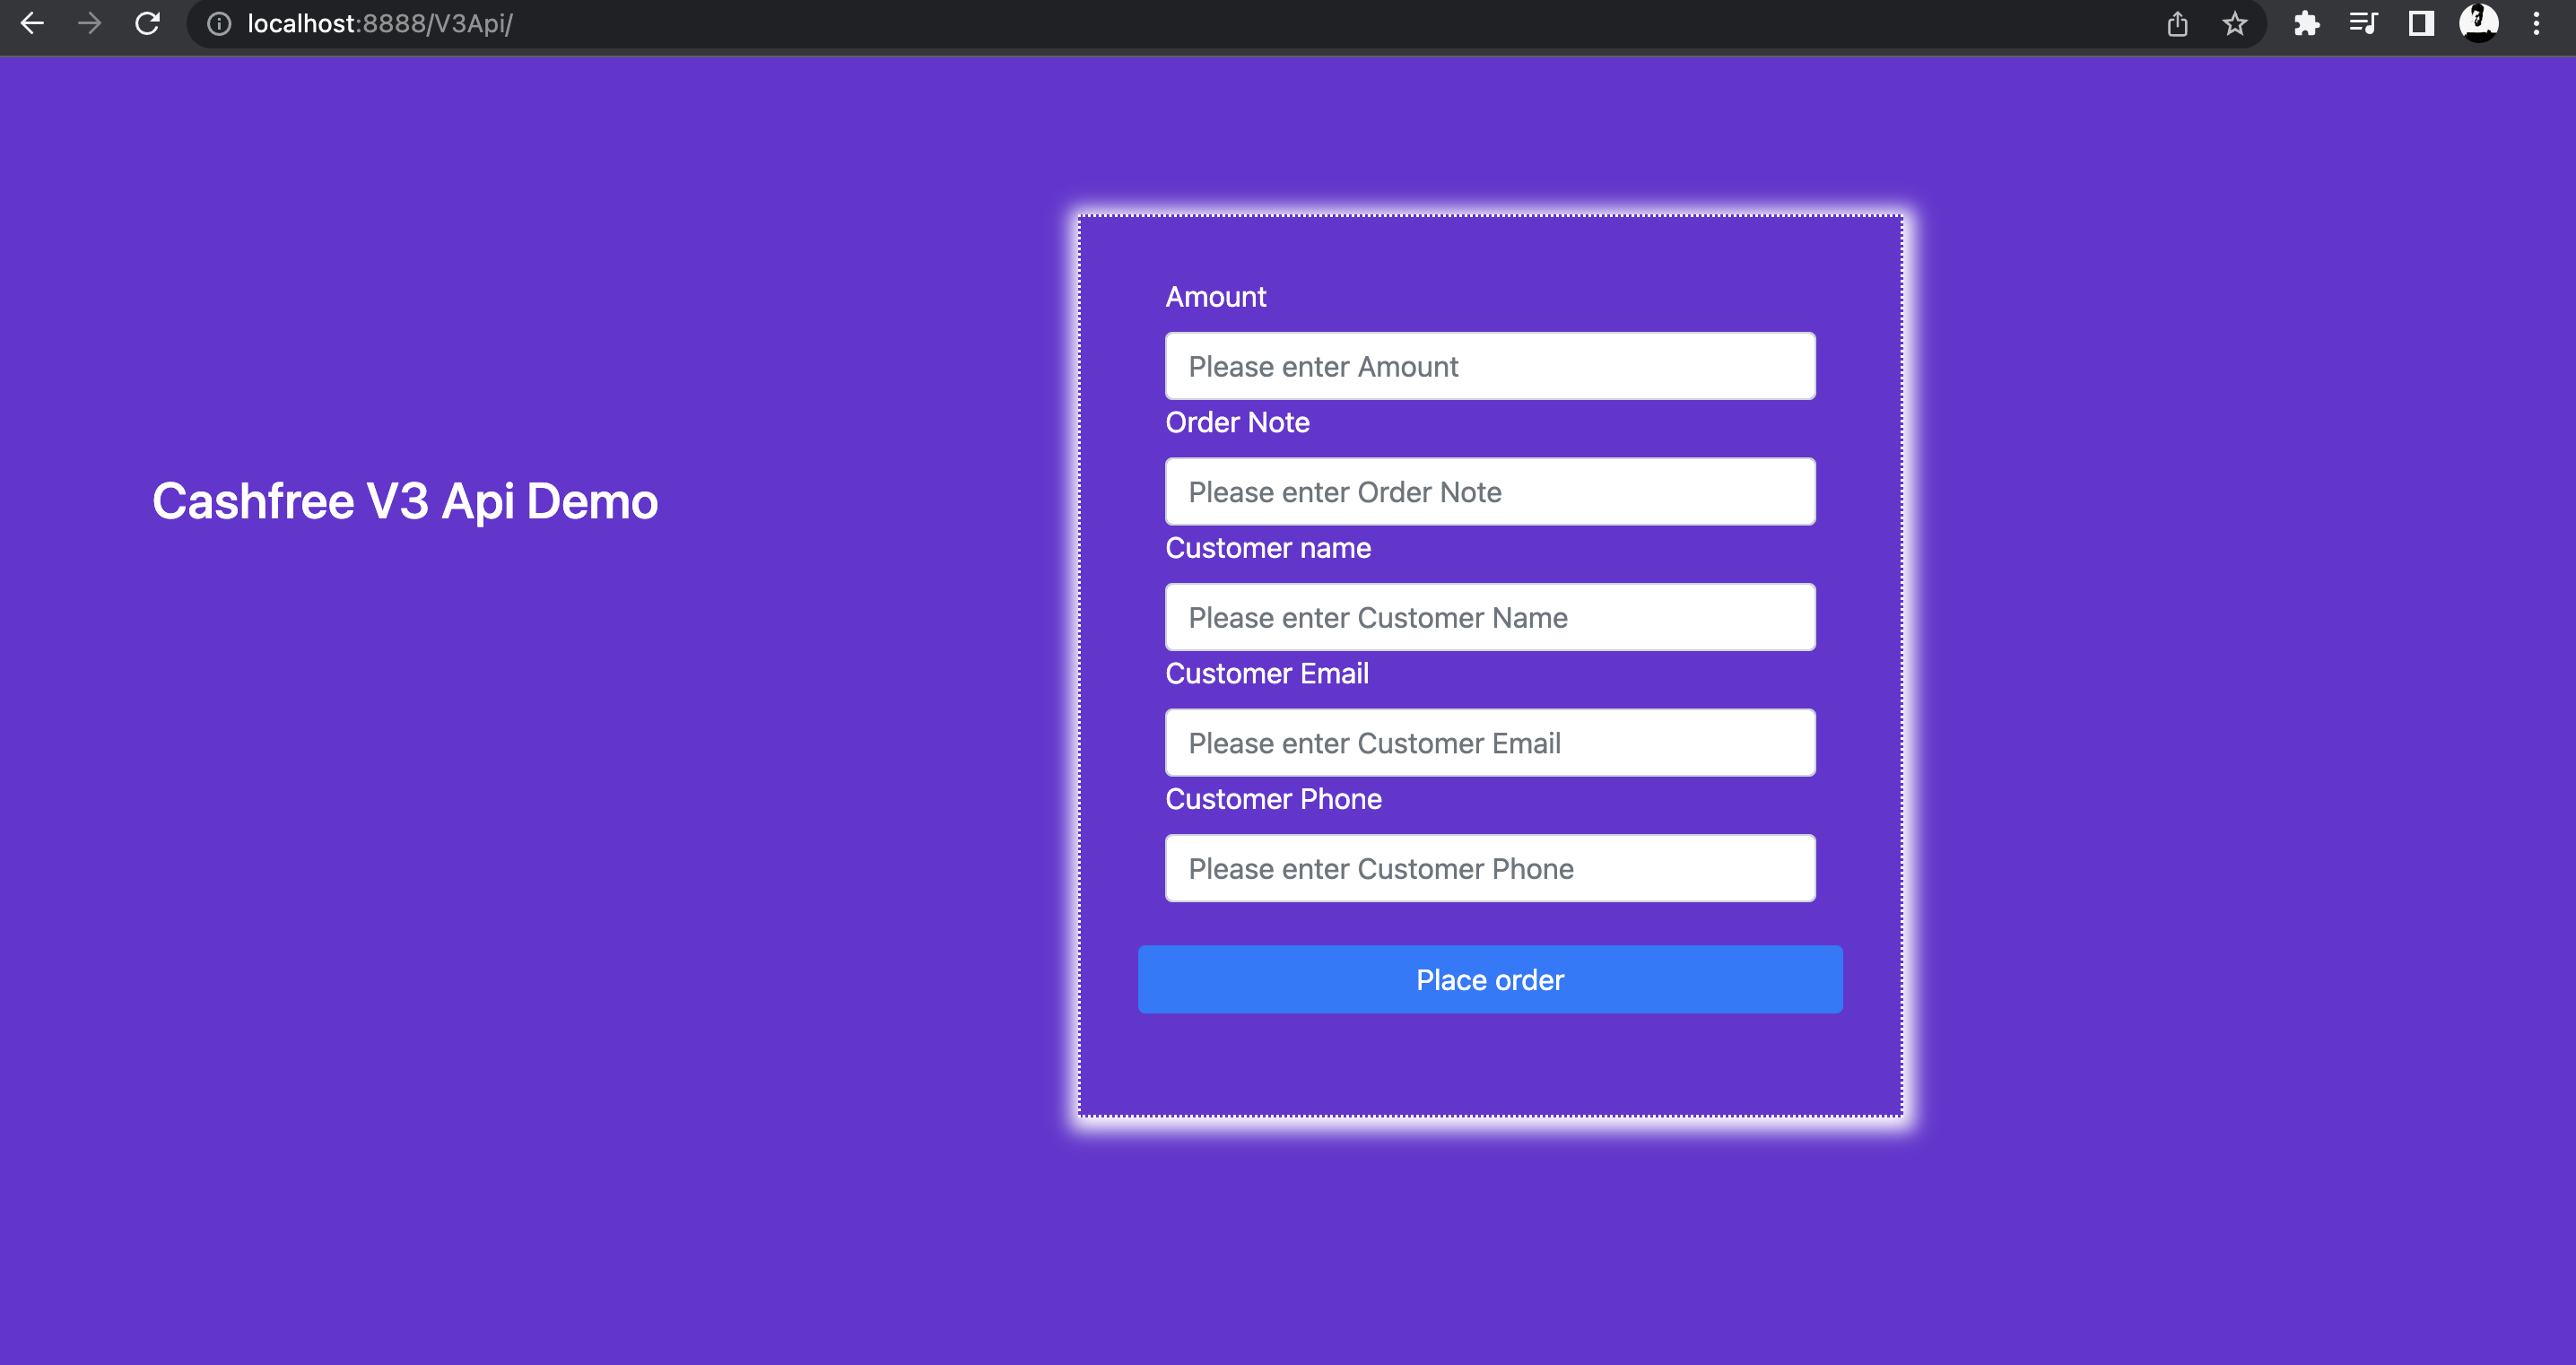 localhost:8888/V3Api/
Cashfree V3 Api Demo
Amount
Please enter Amount
Order Note
Please enter Order Note
Customer name
Please enter Customer Name
Customer Email
Please enter Customer Email
Customer Phone
Please enter Customer Phone
Place order